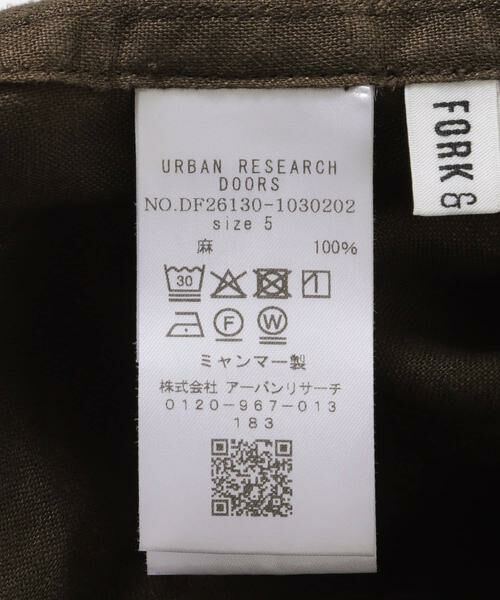 URBAN RESEARCH
DOORS
NO.DF26130-1030202
size 5
麻 100%
30
F W
ミャンマー製
株式会社 アーバンリサーチ
0120-967-013
183
FORK &